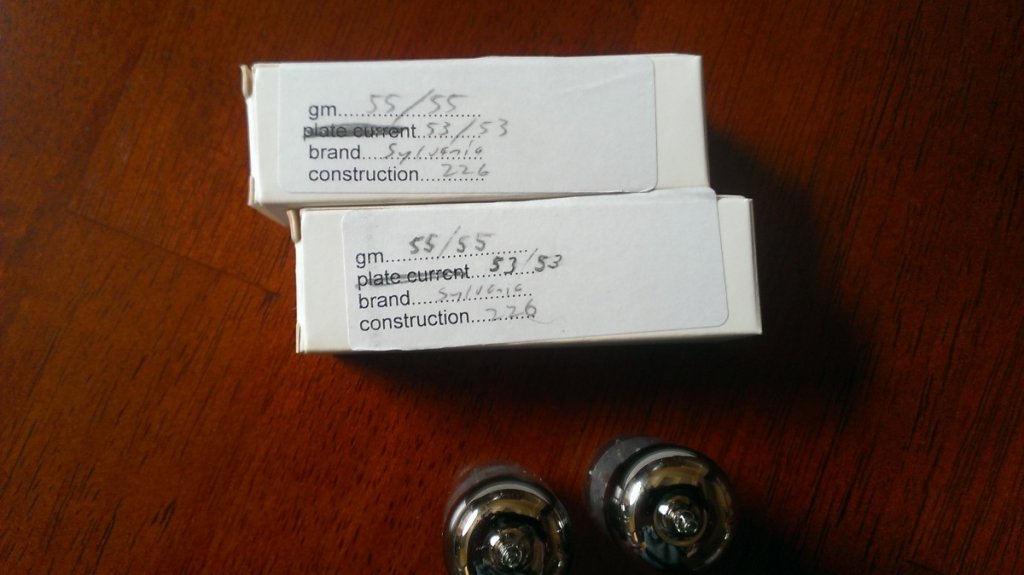 gm.....55/55
plate current 53/53
brand....Sylvania
construction....226
gm......55/55
plate current 53/53
brand.....Sylvania
construction....226